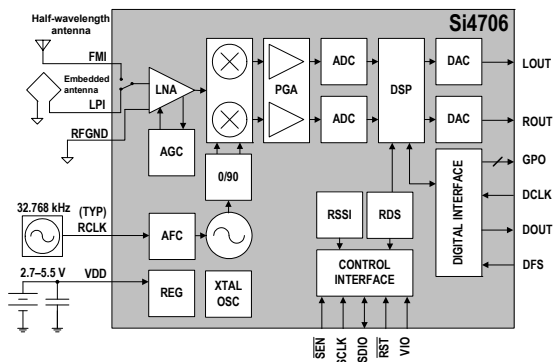 Si4706
Half-wavelength
antenna
FMI
Embedded
antenna
LPI
RFGND
LNA
AGC
0/90
PGA
ADC
ADC
DSP
DAC
DAC
LOUT
ROUT
GPO
DCLK
DOUT
DFS
DIGITAL INTERFACE
32.768 kHz
(TYP)
RCLK
AFC
RSSI
RDS
CONTROL
INTERFACE
2.7–5.5 V
VDD
REG
XTAL
OSC
SEN
SCLK
SDIO
RST
VIO